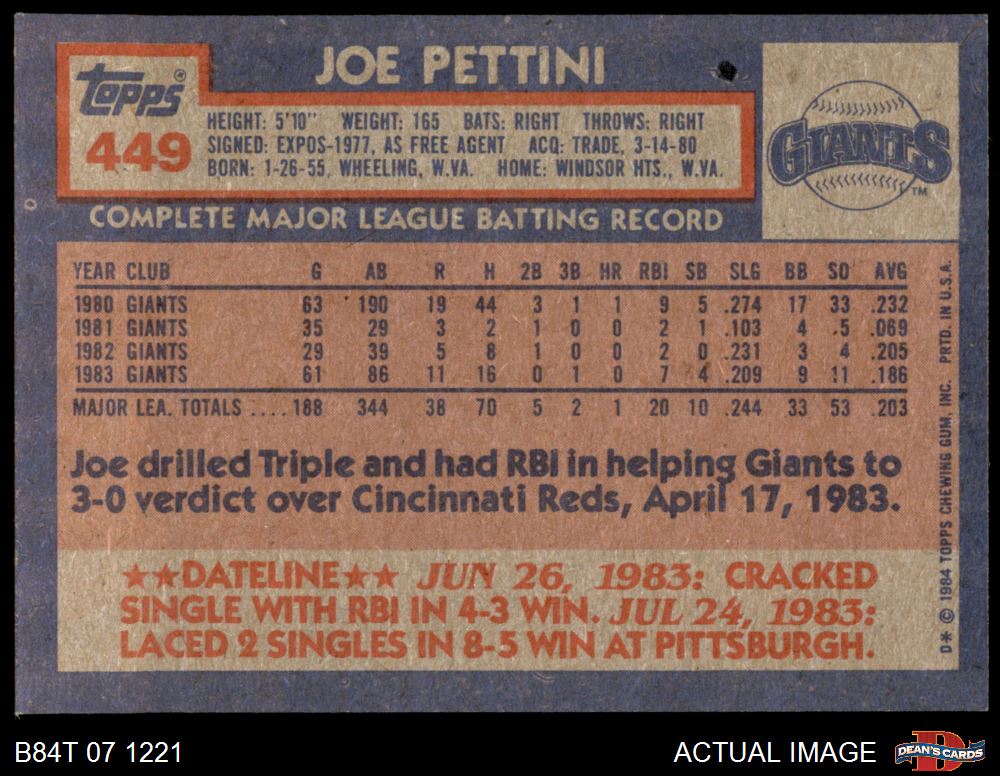 JOE PETTINI
topps ®
449
HEIGHT: 5'10" WEIGHT: 165 BATS: RIGHT THROWS: RIGHT
SIGNED: EXPOS-1977, AS FREE AGENT ACQ: TRADE, 3-14-80
BORN: 1-26-55, WHEELING, W.VA. HOME: WINDSOR HTS., W.VA.
GIANTS TM
COMPLETE MAJOR LEAGUE BATTING RECORD
YEAR CLUB G AB R H 2B 3B HR RBI SB SLG BB SO AVG
1980 GIANTS 63 190 19 44 3 1 1 9 5 .274 17 33 .232
1981 GIANTS 35 29 3 2 1 0 0 2 1 .103 4 5 .069
1982 GIANTS 29 39 5 8 1 0 0 2 0 .231 3 4 .205
1983 GIANTS 61 86 11 16 0 1 0 7 4 .209 9 11 .186
MAJOR LEA. TOTALS .... 188 344 38 70 5 2 1 20 10 .244 33 53 .203
Joe drilled Triple and had RBI in helping Giants to
3-0 verdict over Cincinnati Reds, April 17, 1983.
★★DATELINE★★ JUN 26, 1983: CRACKED
SINGLE WITH RBI IN 4-3 WIN. JUL 24, 1983:
LACED 2 SINGLES IN 8-5 WIN AT PITTSBURGH.
D* © 1984 TOPPS CHEWING GUM, INC. PRTD. IN U.S.A.
B84T 07 1221
ACTUAL IMAGE
D
DEAN'S CARDS